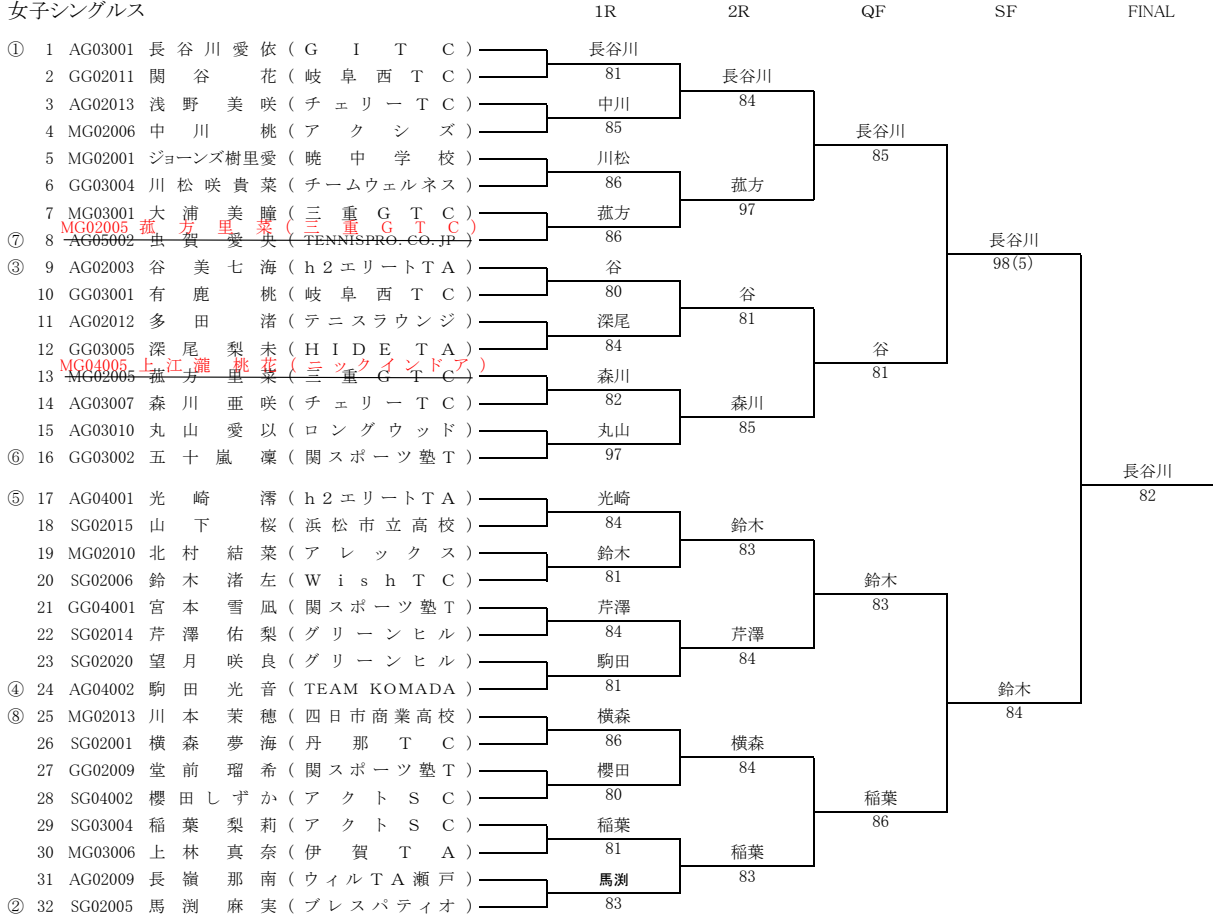 女子シングルス 1R 2R QF SF FINAL
① 1 AG03001 長谷川愛依(GITC) 長谷川
2 GG02011 関谷花(岐阜西TC) 81 長谷川
3 AG02013 浅野美咲(チェリーTC) 中川 84
4 MG02006 中川桃(アクシズ) 85 長谷川
5 MG02001 ジョーンズ樹里愛(暁中学校) 川松 85
6 GG03004 川松咲貴菜(チームウェルネス) 86 菰方
7 MG03001 大浦美瞳(三重GTC) 菰方 97
MG02005 菰方里菜(三重GTC)
⑦ 8 AG05002 虫賀愛央(TENNISPRO.CO.JP) 86 長谷川
③ 9 AG02003 谷美七海(h2エリートTA) 谷 98(5)
10 GG03001 有鹿桃(岐阜西TC) 80 谷
11 AG02012 多田渚(テニスラウンジ) 深尾 81
12 GG03005 深尾梨未(HIDETA) 84 谷
MG04005 上江瀧桃花(ニックインドア)
13 MG02005 菰方里菜(三重GTC) 森川 81
14 AG03007 森川亜咲(チェリーTC) 82 森川
15 AG03010 丸山愛以(ロングウッド) 丸山 85
⑥ 16 GG03002 五十嵐凜(関スポーツ塾T) 97
長谷川
⑤ 17 AG04001 光崎澪(h2エリートTA) 光崎 82
18 SG02015 山下桜(浜松市立高校) 84 鈴木
19 MG02010 北村結菜(アレックス) 鈴木 83
20 SG02006 鈴木渚左(WishTC) 81 鈴木
21 GG04001 宮本雪凪(関スポーツ塾T) 芹澤 83
22 SG02014 芹澤佑梨(グリーンヒル) 84 芹澤
23 SG02020 望月咲良(グリーンヒル) 駒田 84
④ 24 AG04002 駒田光音(TEAM KOMADA) 81 鈴木
⑧ 25 MG02013 川本茉穂(四日市商業高校) 横森 84
26 SG02001 横森夢海(丹那TC) 86 横森
27 GG02009 堂前瑠希(関スポーツ塾T) 櫻田 84
28 SG04002 櫻田しずか(アクトSC) 80 稲葉
29 SG03004 稲葉梨莉(アクトSC) 稲葉 86
30 MG03006 上林真奈(伊賀TA) 81 稲葉
31 AG02009 長嶺那南(ウィルTA瀬戸) 馬渕 83
② 32 SG02005 馬渕麻実(ブレスパティオ) 83